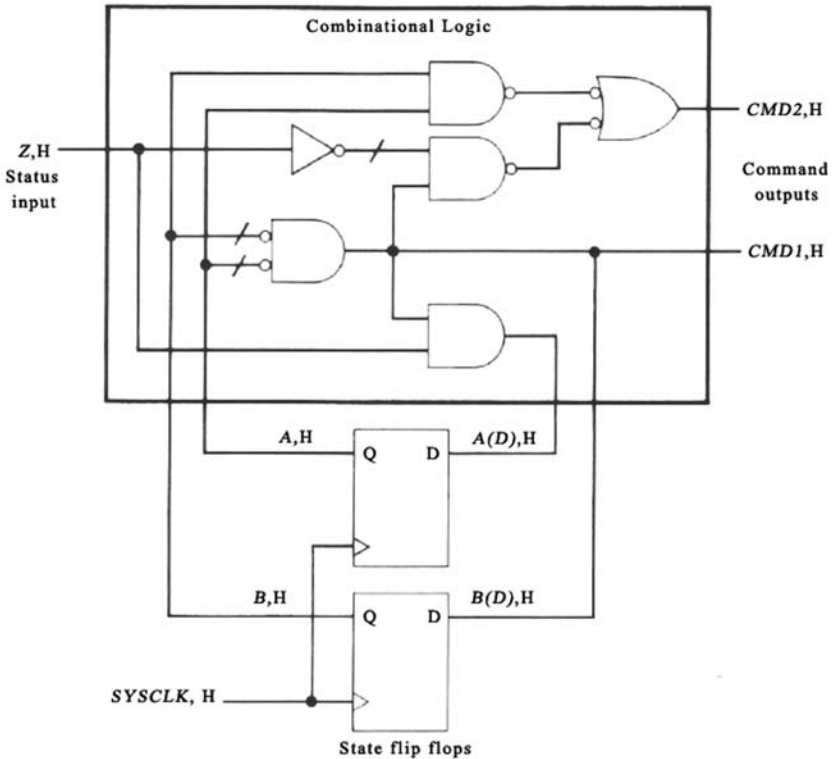 Combinational Logic
CMD2,H
Z,H
Status
input
Command
outputs
CMD1,H
A,H
A(D),H
Q
D
B,H
B(D),H
Q
D
SYSCLK, H
State flip flops